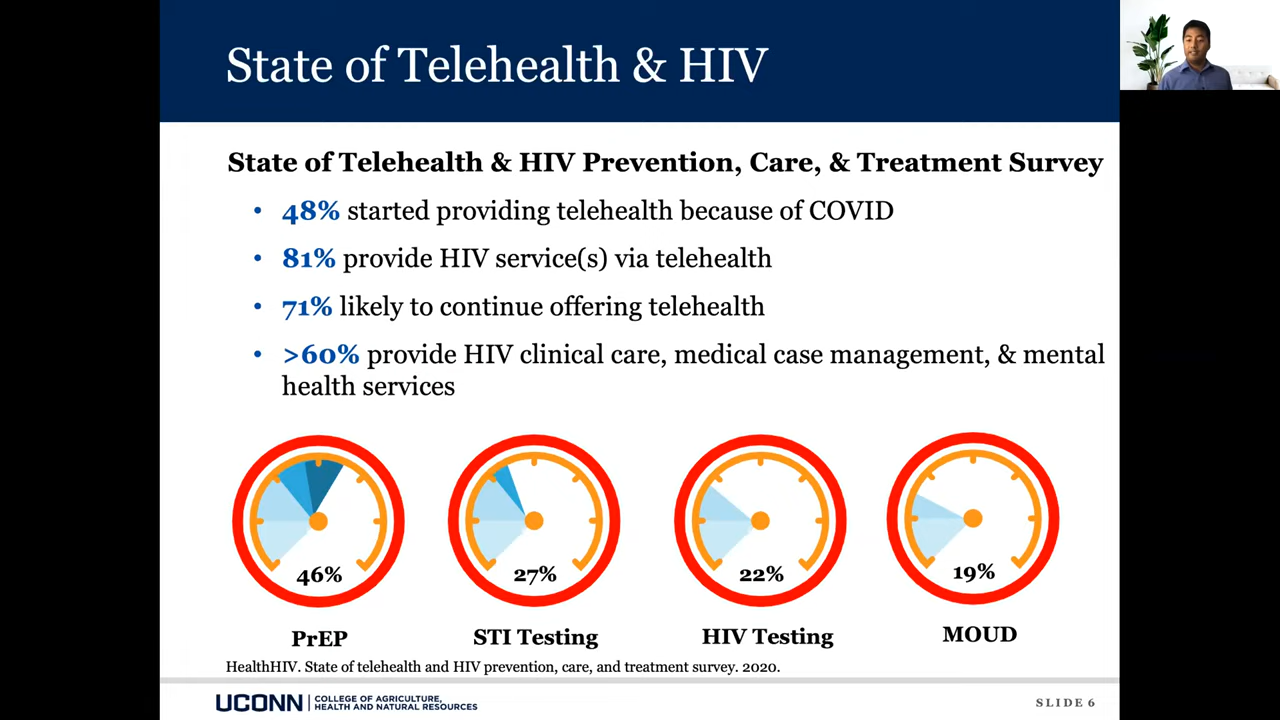 State of Telehealth & HIV
State of Telehealth & HIV Prevention, Care, & Treatment Survey
• 48% started providing telehealth because of COVID
• 81% provide HIV service(s) via telehealth
• 71% likely to continue offering telehealth
• >60% provide HIV clinical care, medical case management, & mental
health services
46%
27%
22%
19%
PrEP
STI Testing
HIV Testing
MOUD
HealthHIV. State of telehealth and HIV prevention, care, and treatment survey. 2020.
UCONN | COLLEGE OF AGRICULTURE,
HEALTH AND NATURAL RESOURCES
SLIDE 6